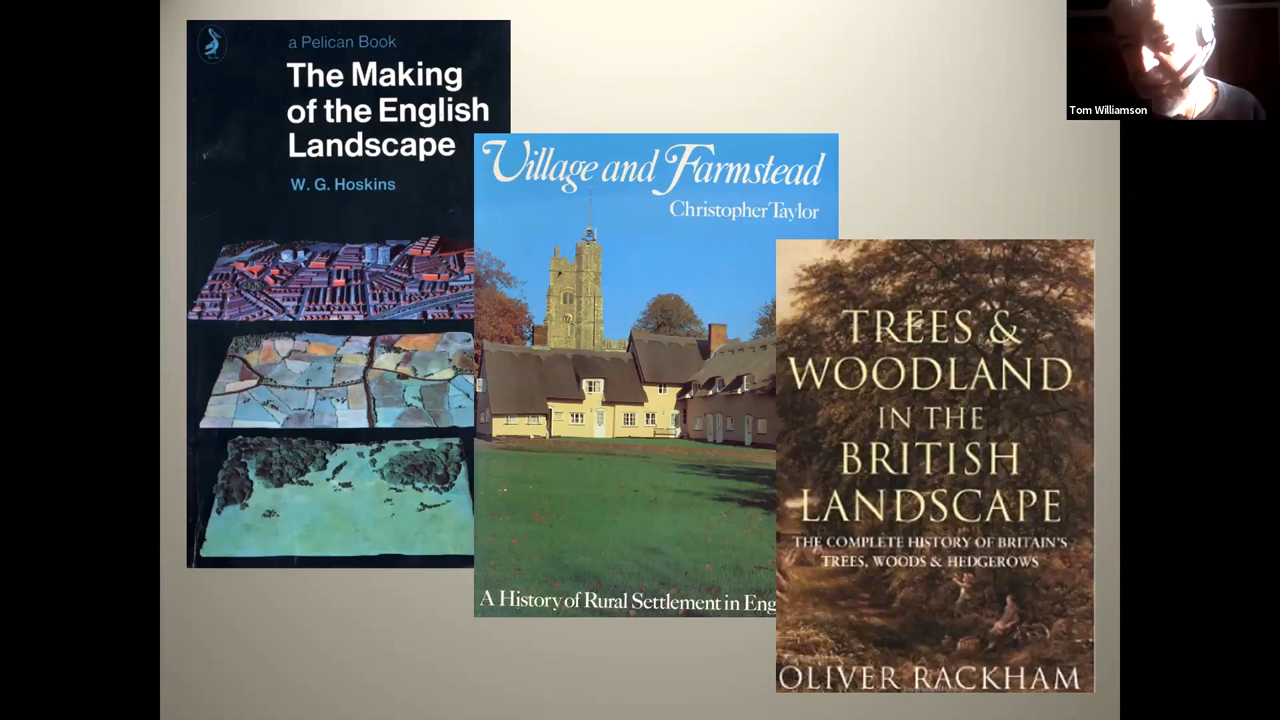 a Pelican Book
The Making
of the English
Landscape
W. G. Hoskins
Village and Farmstead
Christopher Taylor
A History of Rural Settlement in Eng
TREES &
WOODLAND
IN THE
BRITISH
LANDSCAPE
THE COMPLETE HISTORY OF BRITAIN'S
TREES, WOODS & HEDGEROWS
OLIVER RACKHAM
Tom Williamson